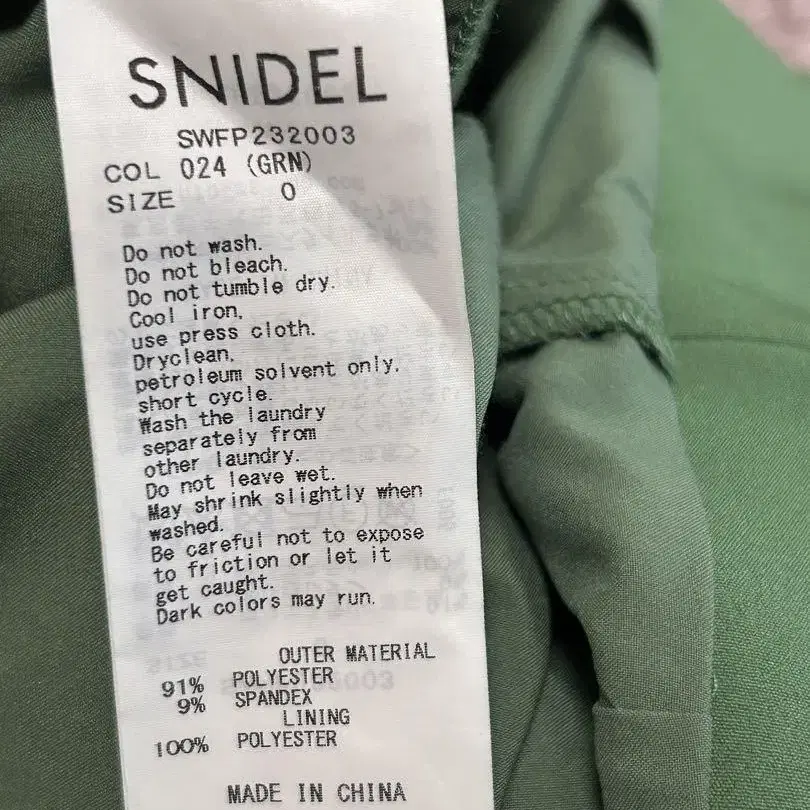 SNIDEL
SWFP232003
COL 024 (GRN)
SIZE 0
Do not wash.
Do not bleach.
Do not tumble dry.
Cool iron,
use press cloth.
Dryclean,
petroleum solvent only,
short cycle.
Wash the laundry
separately from
other laundry.
Do not leave wet.
May shrink slightly when
washed.
Be careful not to expose
to friction or let it
get caught.
Dark colors may run.
OUTER MATERIAL
91% POLYESTER
9% SPANDEX
LINING
100% POLYESTER
MADE IN CHINA